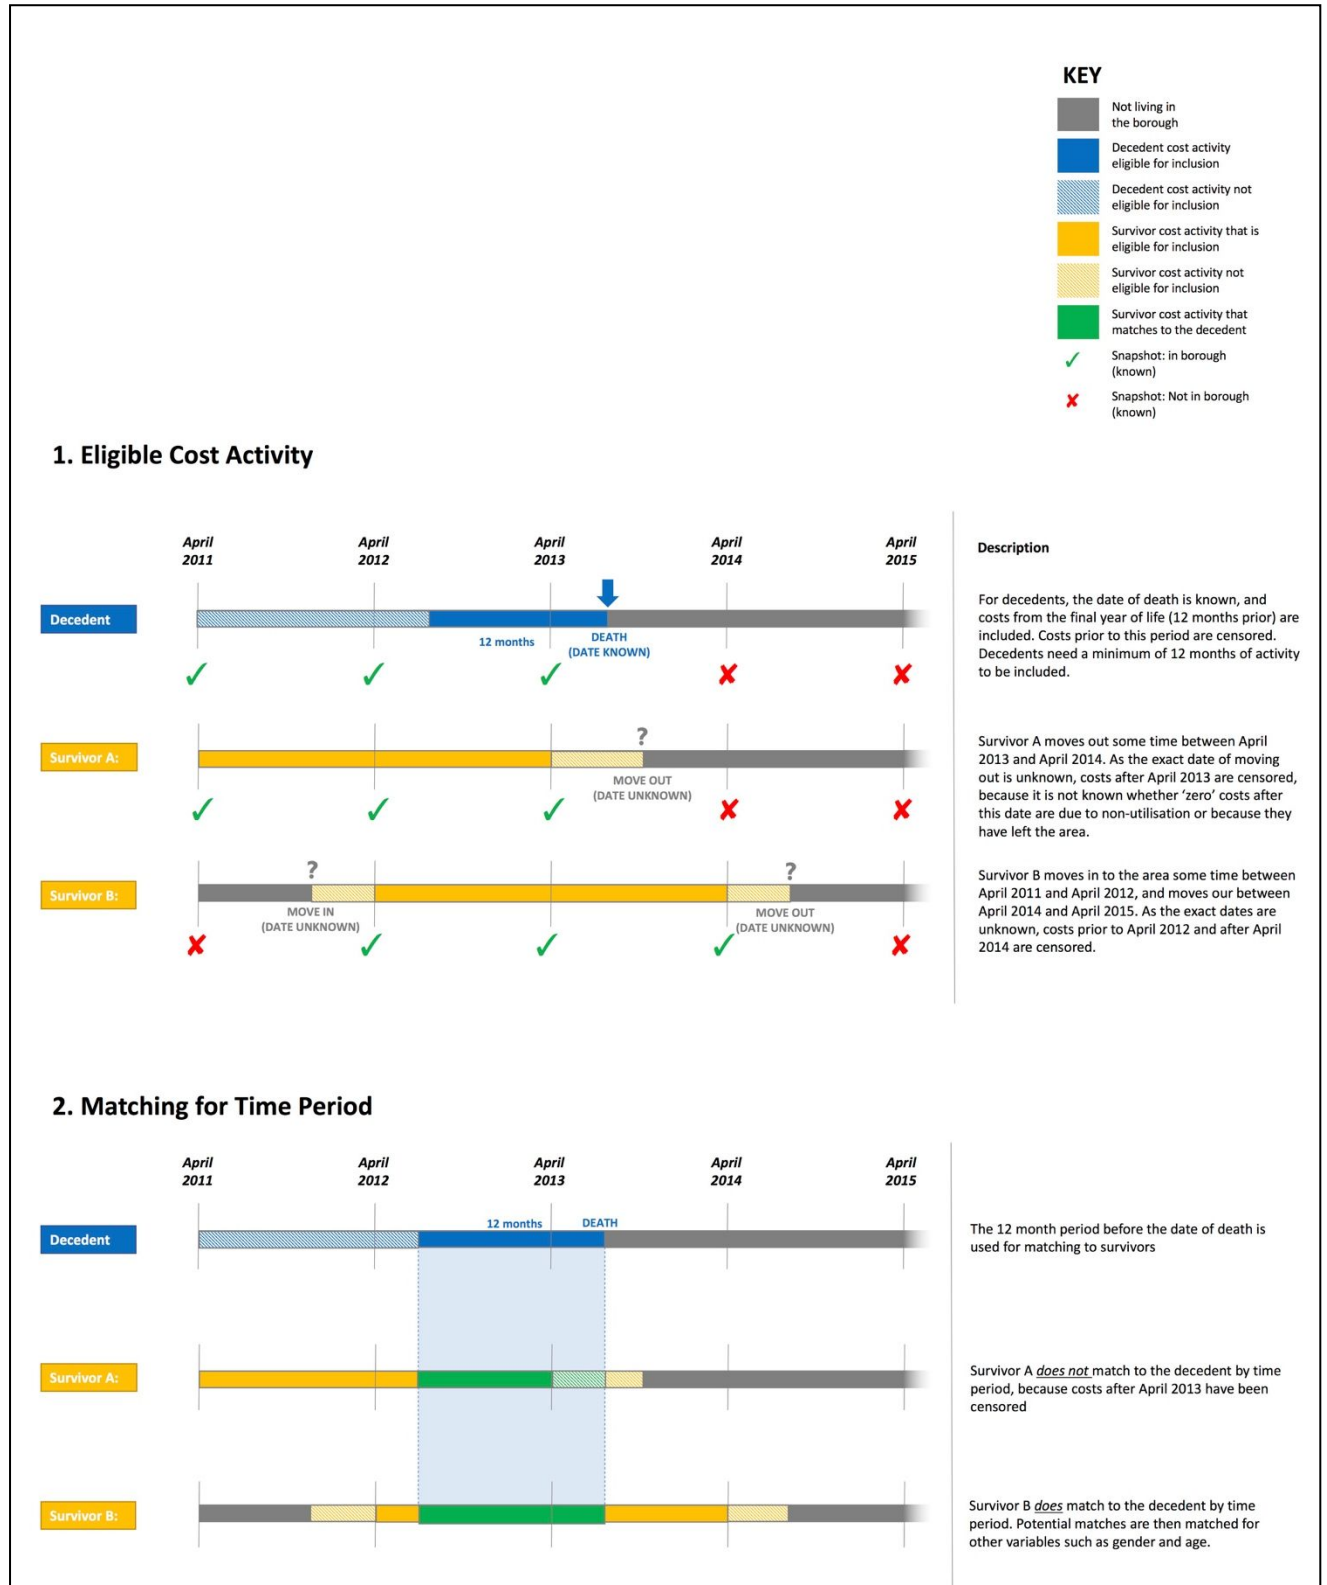 KEY
Not living in
the borough
Decedent cost activity
eligible for inclusion
Decedent cost activity not
eligible for inclusion
Survivor cost activity that is
eligible for inclusion
Survivor cost activity not
eligible for inclusion
Survivor cost activity that
matches to the decedent
Snapshot: in borough
(known)
Snapshot: Not in borough
(known)
1. Eligible Cost Activity
April
2011
April
2012
April
2013
April
2014
April
2015
Description
Decedent
12 months
DEATH
(DATE KNOWN)
For decedents, the date of death is known, and
costs from the final year of life (12 months prior) are
included. Costs prior to this period are censored.
Decedents need a minimum of 12 months of activity
to be included.
Survivor A:
?
MOVE OUT
(DATE UNKNOWN)
Survivor A moves out some time between April
2013 and April 2014. As the exact date of moving
out is unknown, costs after April 2013 are censored,
because it is not known whether ‘zero’ costs after
this date are due to non-utilisation or because they
have left the area.
Survivor B:
?
MOVE IN
(DATE UNKNOWN)
?
MOVE OUT
(DATE UNKNOWN)
Survivor B moves in to the area some time between
April 2011 and April 2012, and moves our between
April 2014 and April 2015. As the exact dates are
unknown, costs prior to April 2012 and after April
2014 are censored.
2. Matching for Time Period
April
2011
April
2012
April
2013
April
2014
April
2015
Decedent
12 months
DEATH
The 12 month period before the date of death is
used for matching to survivors
Survivor A:
Survivor A does not match to the decedent by time
period, because costs after April 2013 have been
censored
Survivor B:
Survivor B does match to the decedent by time
period. Potential matches are then matched for
other variables such as gender and age.